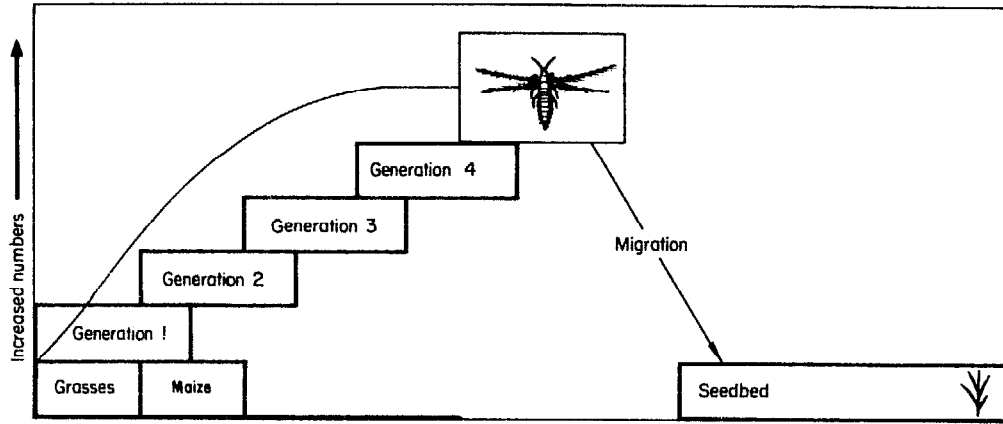 Increased numbers
Generation 4
Generation 3
Migration
Generation 2
Generation !
Grasses
Maize
Seedbed